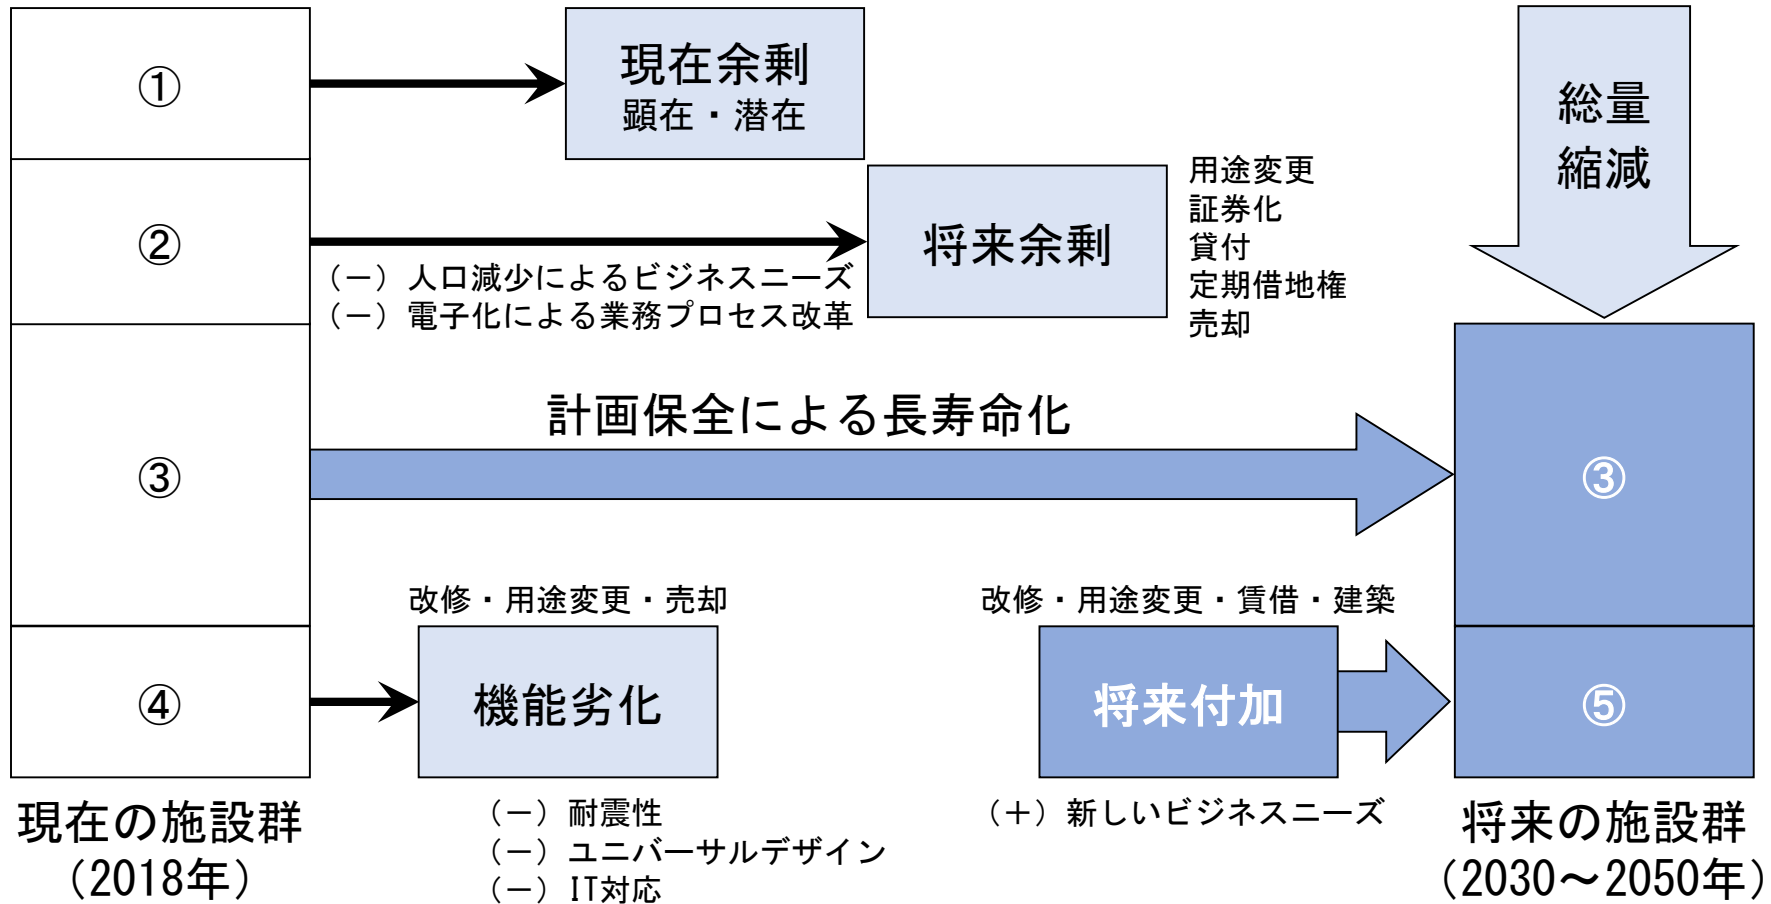 ①
現在余剰
顕在・潜在
総量
縮減
②
（－）人口減少によるビジネスニーズ
（－）電子化による業務プロセス改革
将来余剰
用途変更
証券化
貸付
定期借地権
売却
計画保全による長寿命化
③
③
改修・用途変更・売却
改修・用途変更・賃借・建築
④
機能劣化
将来付加
⑤
現在の施設群
（2018年）
（－）耐震性
（－）ユニバーサルデザイン
（－）IT対応
（＋）新しいビジネスニーズ
将来の施設群
（2030～2050年）